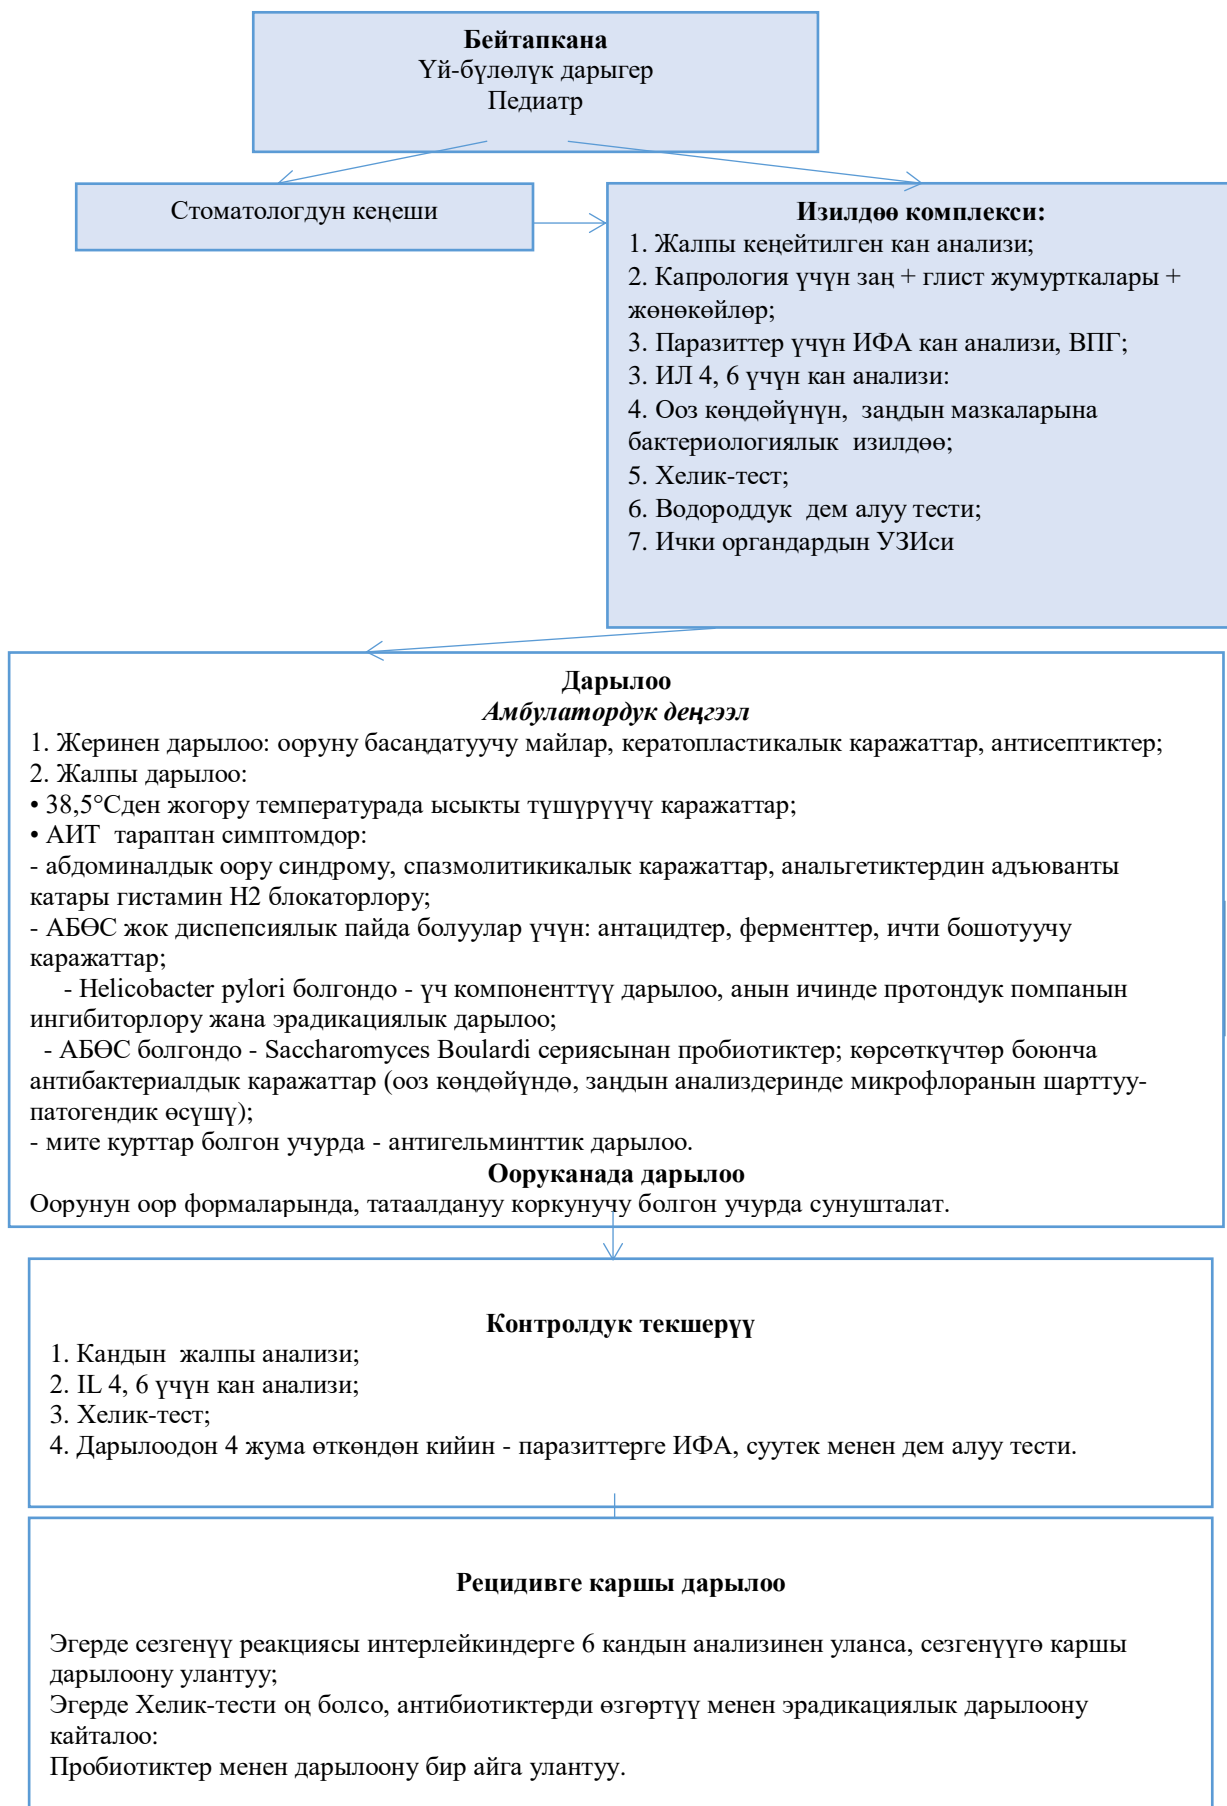 Бейтапкана
Үй-бүлөлүк дарыгер
Педиатр
Стоматологдун кеңеши
Изилдөө комплекси:
1. Жалпы кеңейтилген кан анализи;
2. Капрология үчүн заң + глист жумурткалары +
жөнөкөйлөр;
3. Паразиттер үчүн ИФА кан анализи, ВПГ;
3. ИЛ 4, 6 үчүн кан анализи:
4. Ооз көңдөйүнүн, заңдын мазкаларына
бактериологиялык изилдөө;
5. Хелик-тест;
6. Водороддук дем алуу тести;
7. Ички органдардын УЗИси
Дарылоо
Амбулатордук деңгээл
1. Жеринен дарылоо: ооруну басаңдатуучу майлар, кератопластикалык каражаттар, антисептиктер;
2. Жалпы дарылоо:
• 38,5°Сден жогору температурада ысыкты түшүрүүчү каражаттар;
• АИТ тараптан симптомдор:
- абдоминалдык оору синдрому, спазмолитикикалык каражаттар, анальгетиктердин адъюванты
катары гистамин Н2 блокаторлору;
- АБӨС жок диспепсиялык пайда болуулар үчүн: антацидтер, ферменттер, ичти бошотуучу
каражаттар;
- Helicobacter pylori болгондо - үч компоненттүү дарылоо, анын ичинде протондук помпанын
ингибиторлору жана эрадикациялык дарылоо;
- АБӨС болгондо - Saccharomyces Boulardi сериясынан пробиотиктер; көрсөткүчтөр боюнча
антибактериалдык каражаттар (ооз көңдөйүндө, заңдын анализдеринде микрофлоранын шарттуу-
патогендик өсүшү);
- мите курттар болгон учурда - антигельминттик дарылоо.
Ооруканада дарылоо
Оорунун оор формаларында, татаалдануу коркунучу болгон учурда сунушталат.
Контролдук текшерүү
1. Кандын жалпы анализи;
2. IL 4, 6 үчүн кан анализи;
3. Хелик-тест;
4. Дарылоодон 4 жума өткөндөн кийин - паразиттерге ИФА, суутек менен дем алуу тести.
Рецидивге каршы дарылоо
Эгерде сезгенүү реакциясы интерлейкиндерге 6 кандын анализинен уланса, сезгенүүгө каршы
дарылоону улантуу;
Эгерде Хелик-тести оң болсо, антибиотиктерди өзгөртүү менен эрадикациялык дарылоону
кайталоо:
Пробиотиктер менен дарылоону бир айга улантуу.